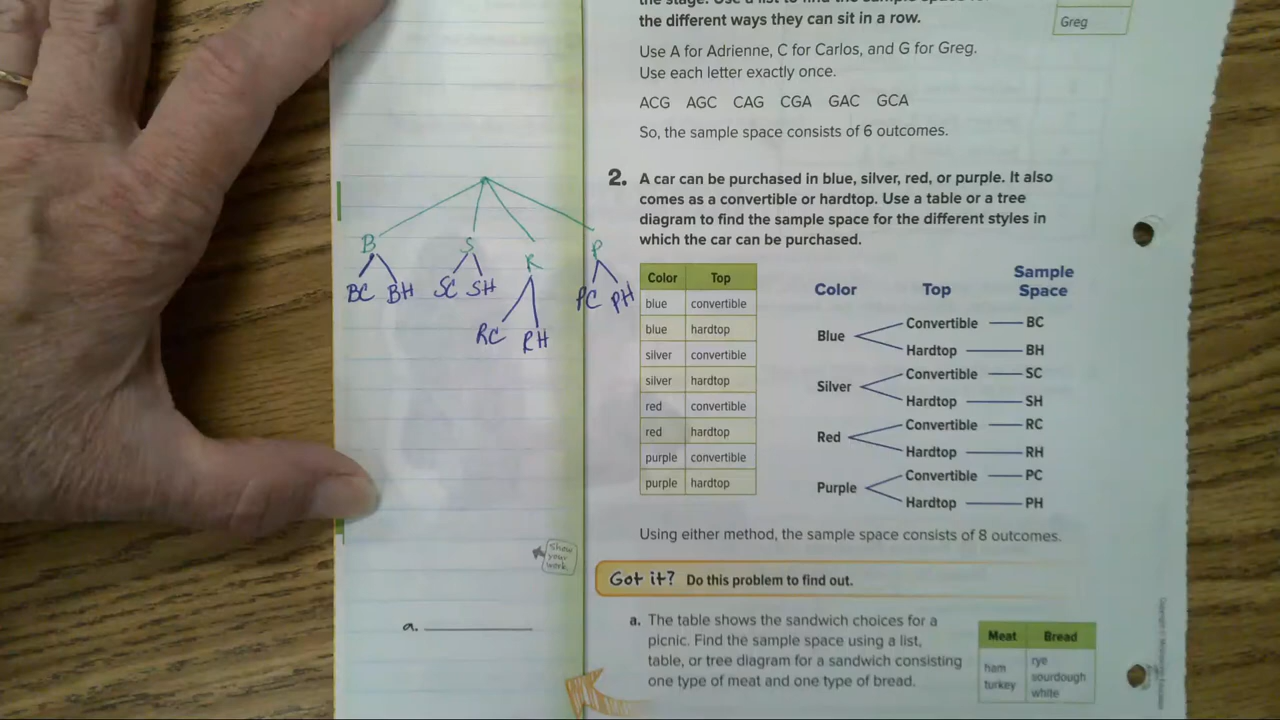 the different ways they can sit in a row.
Greg
Use A for Adrienne, C for Carlos, and G for Greg.
Use each letter exactly once.
ACG AGC CAG CGA GAC GCA
So, the sample space consists of 6 outcomes.
2. A car can be purchased in blue, silver, red, or purple. It also
comes as a convertible or hardtop. Use a table or a tree
diagram to find the sample space for the different styles in
which the car can be purchased.
B S R P
BC BH SC SH PC PH
RC RH
Color Top
blue convertible
blue hardtop
silver convertible
silver hardtop
red convertible
red hardtop
purple convertible
purple hardtop
Color Top Sample
Space
Blue Convertible BC
Hardtop BH
Silver Convertible SC
Hardtop SH
Red Convertible RC
Hardtop RH
Purple Convertible PC
Hardtop PH
Using either method, the sample space consists of 8 outcomes.
Show
your
work.
Got it? Do this problem to find out.
a.
a. The table shows the sandwich choices for a
picnic. Find the sample space using a list,
table, or tree diagram for a sandwich consisting
one type of meat and one type of bread.
Meat Bread
ham rye
turkey sourdough
white